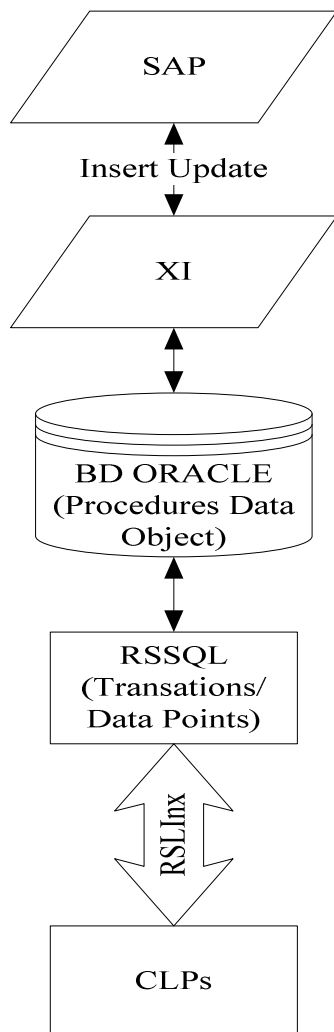 SAP
Insert Update
XI
BD ORACLE
(Procedures Data
Object)
RSSQL
(Transations/
Data Points)
RSLInx
CLPs